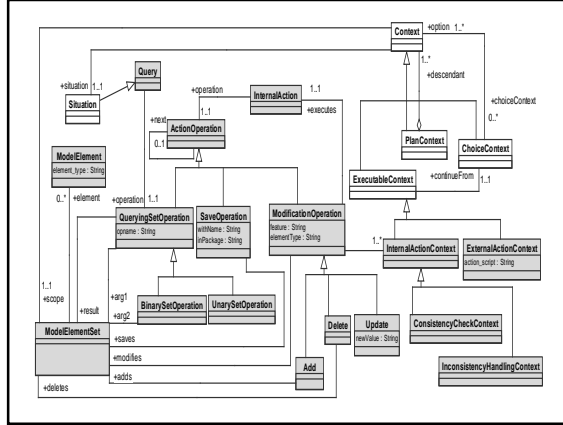 Context
+option
1..*
Query
+situation
1..1
1..*
+descendant
+operation
InternalAction
1..1
Situation
+choiceContext
0..*
+next
1..1
+executes
ActionOperation
0..1
PlanContext
ChoiceContext
ModelElement
element_type : String
+continueFrom
1..1
ExecutableContext
0..*
+element
+operation
1..1
QueryingSetOperation
opname : String
SaveOperation
withName : String
inPackage : String
ModificationOperation
feature : String
elementType : String
1..*
InternalActionContext
ExternalActionContext
action_script : String
1..1
+scope
+result
+arg1
+arg2
BinarySetOperation
UnarySetOperation
Delete
Update
newValue : String
ConsistencyCheckContext
ModelElementSet
+saves
+modifies
+adds
Add
InconsistencyHandlingContext
+deletes